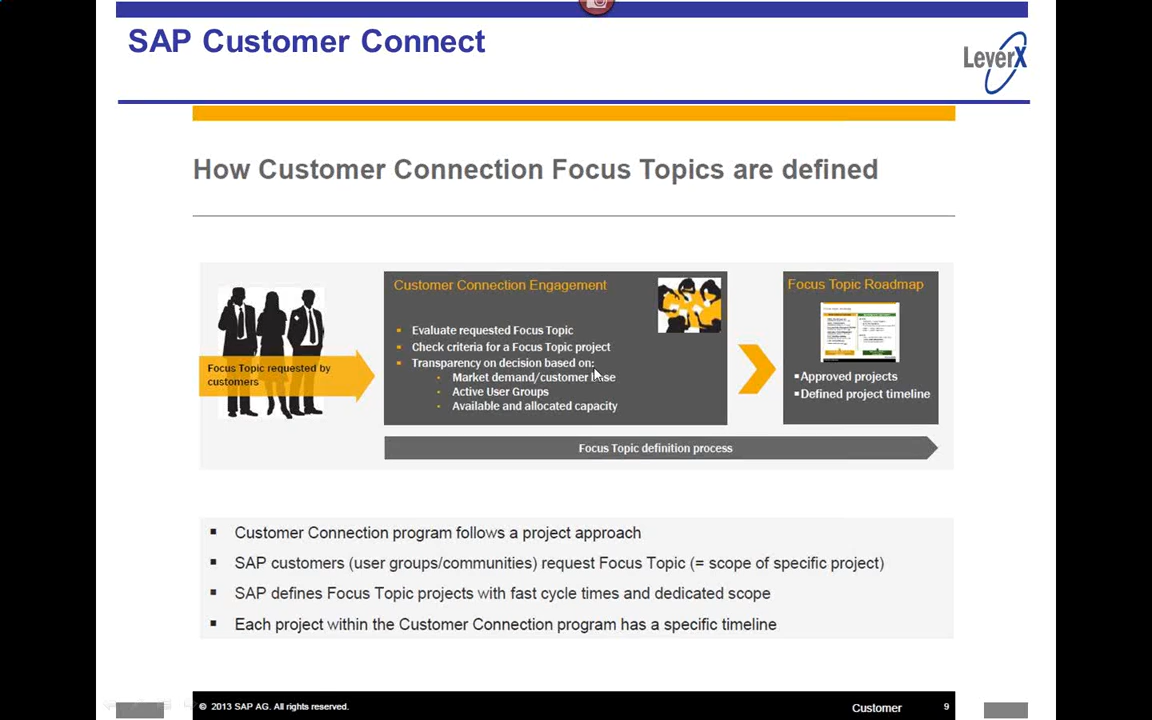 SAP Customer Connect
LeverX
How Customer Connection Focus Topics are defined
Focus Topic requested by
customers
Customer Connection Engagement
▪ Evaluate requested Focus Topic
▪ Check criteria for a Focus Topic project
▪ Transparency on decision based on:
• Market demand/customer base
• Active User Groups
• Available and allocated capacity
Focus Topic Roadmap
▪Approved projects
▪Defined project timeline
Focus Topic definition process
▪ Customer Connection program follows a project approach
▪ SAP customers (user groups/communities) request Focus Topic (= scope of specific project)
▪ SAP defines Focus Topic projects with fast cycle times and dedicated scope
▪ Each project within the Customer Connection program has a specific timeline
© 2013 SAP AG. All rights reserved.
Customer 9